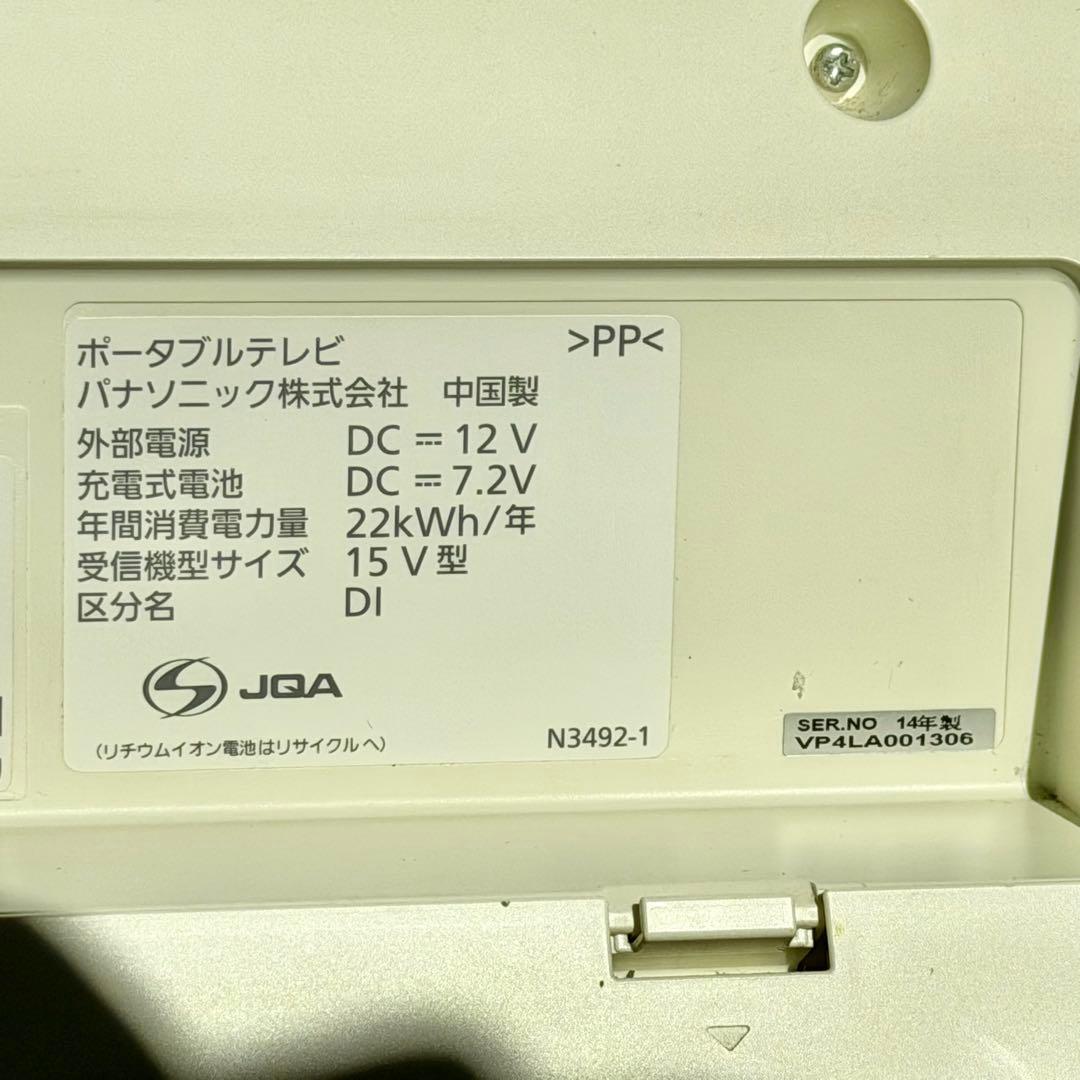 ポータブルテレビ >PP<
パナソニック株式会社 中国製
外部電源 DC ⎓ 12 V
充電式電池 DC ⎓ 7.2V
年間消費電力量 22kWh/年
受信機型サイズ 15 V 型
区分名 DI
JQA
(リチウムイオン電池はリサイクルへ) N3492-1
SER.NO 14年製
VP4LA001306